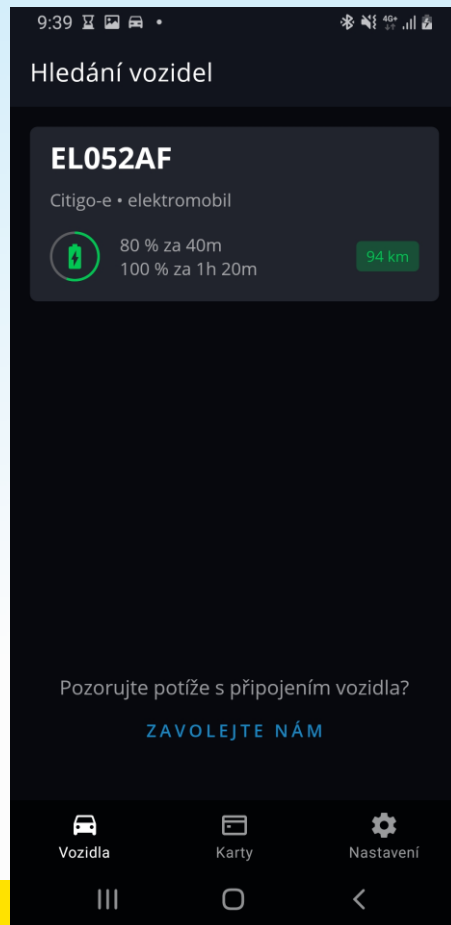 9:39
4G+
Hledání vozidel
EL052AF
Citigo-e • elektromobil
80 % za 40m
100 % za 1h 20m
94 km
Pozorujte potíže s připojením vozidla?
ZAVOLEJTE NÁM
Vozidla Karty Nastavení